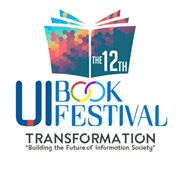 THE 12TH
UI BOOK
FESTIVAL
TRANSFORMATION
"Building the Future of Information Society"